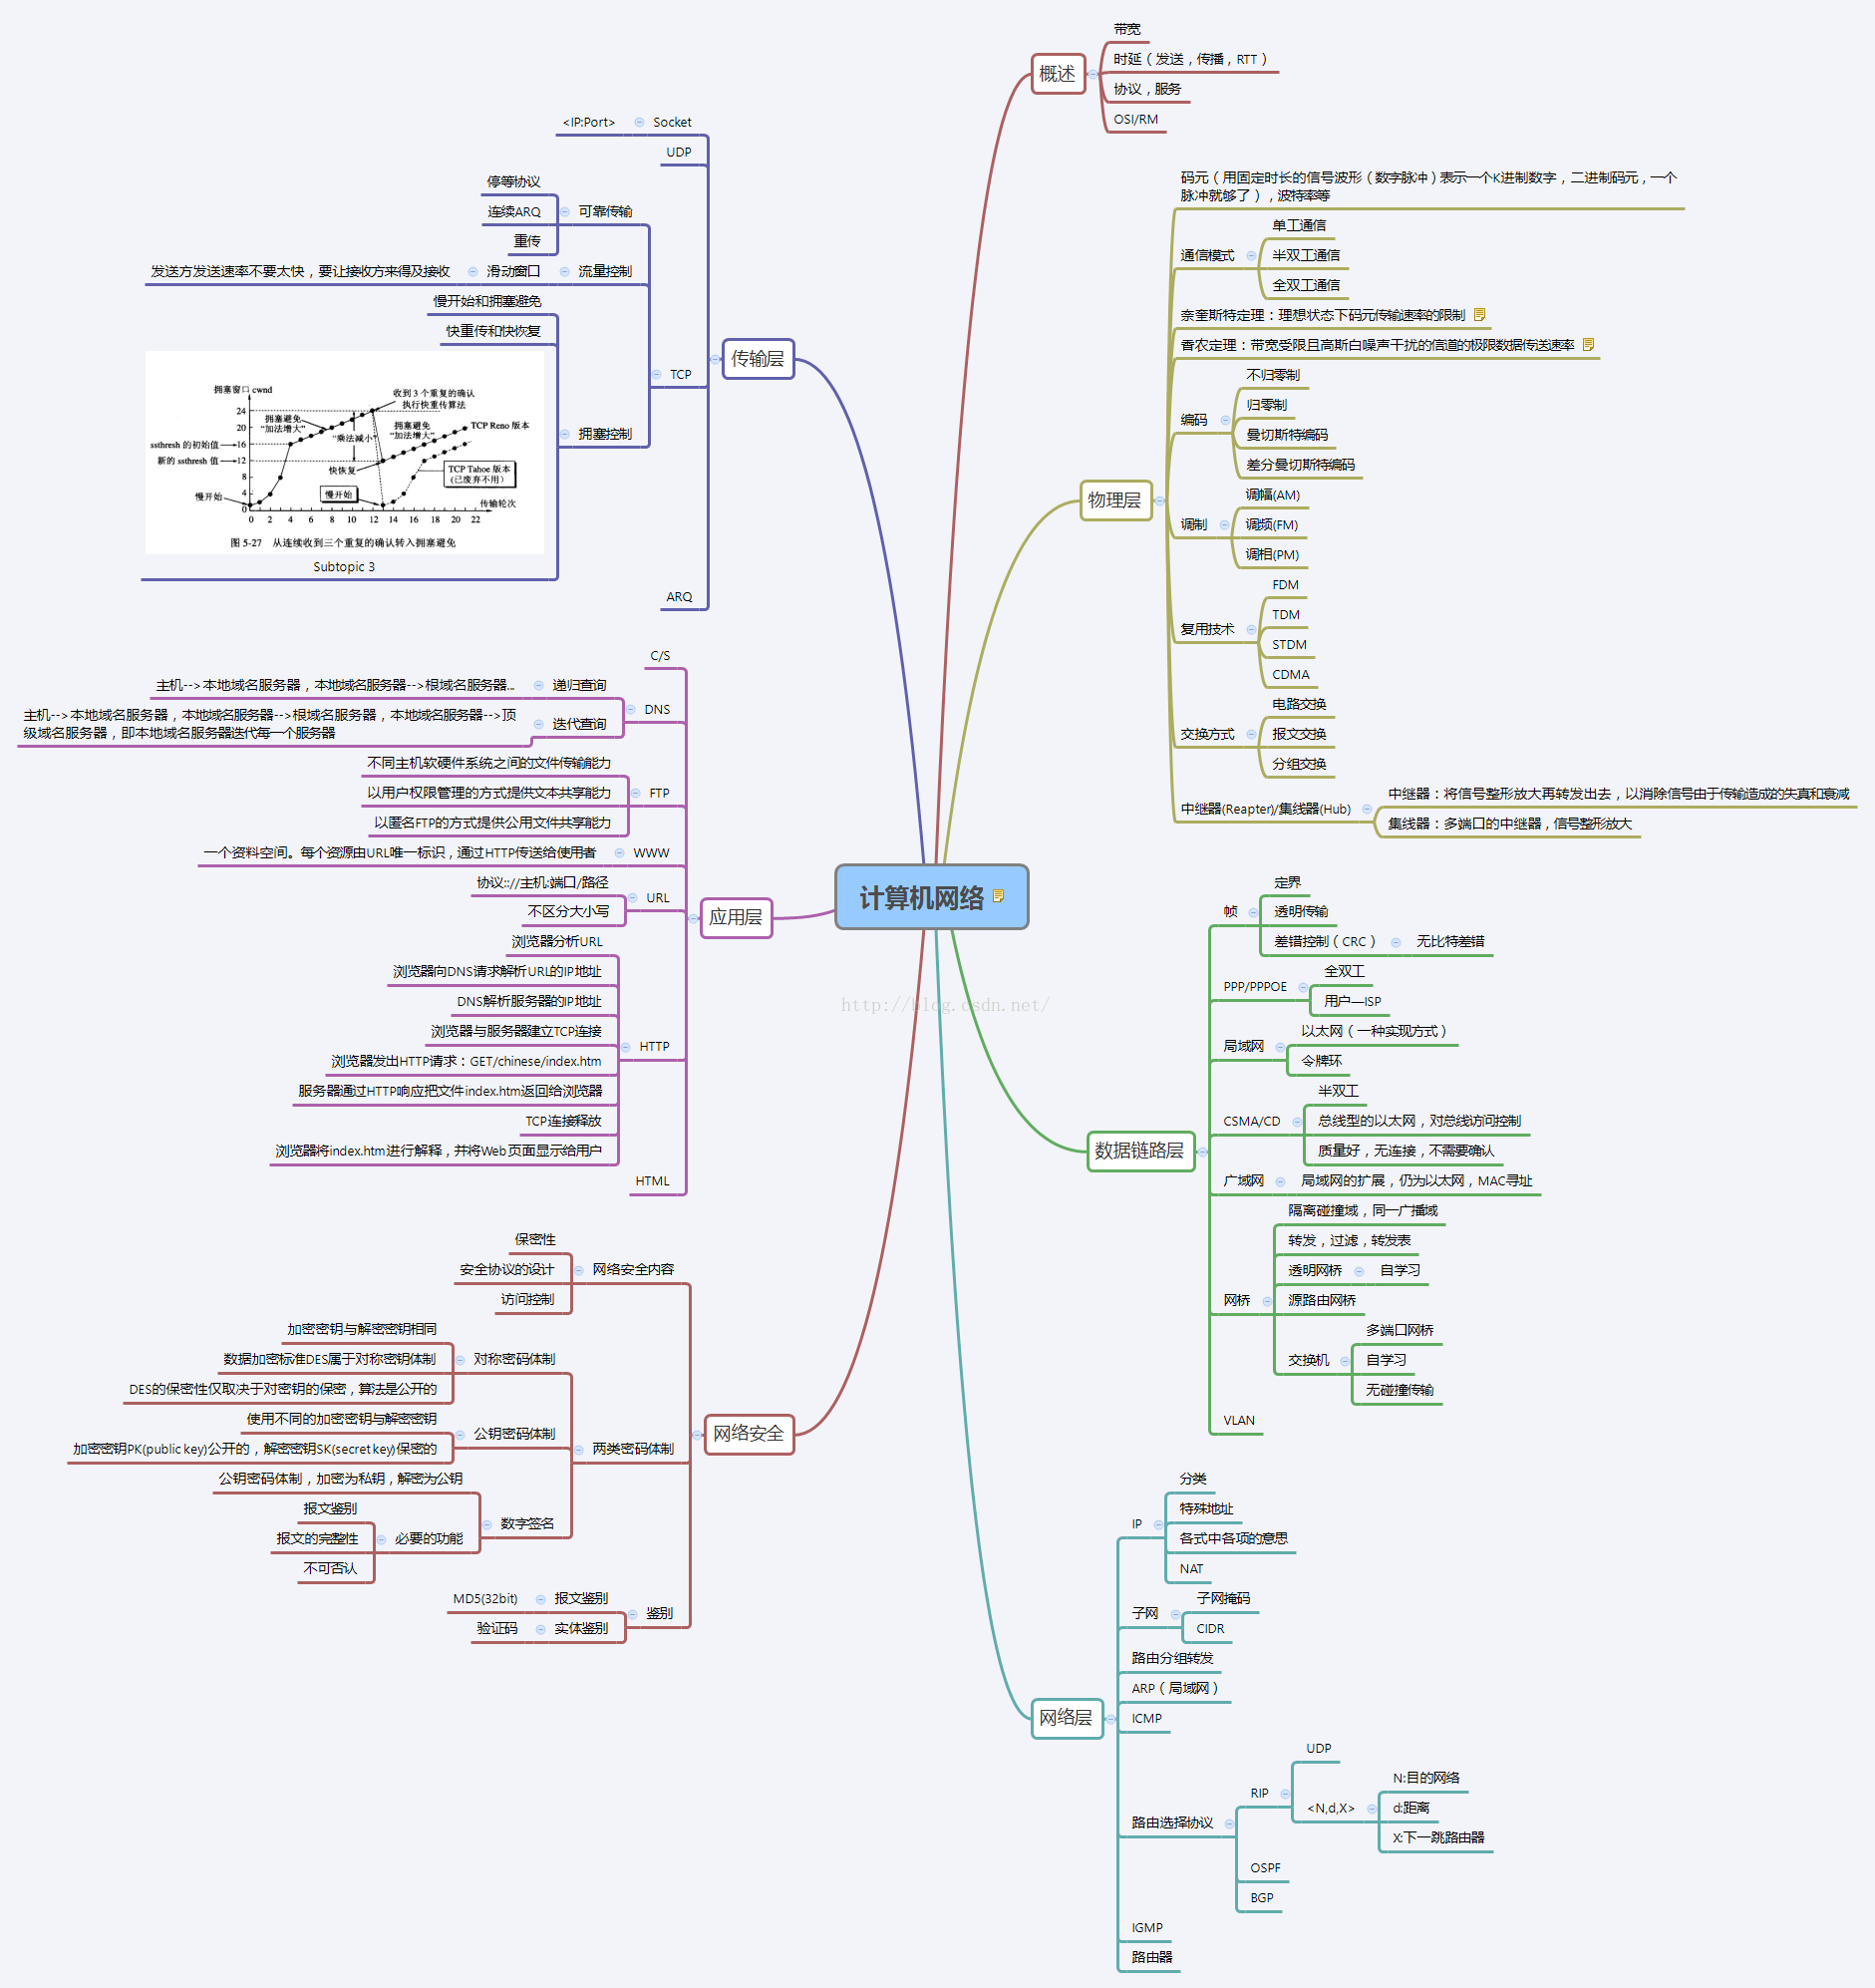 计算机网络
概述
带宽
时延（发送，传播，RTT）
协议，服务
OSI/RM
物理层
码元（用固定时长的信号波形（数字脉冲）表示一个K进制数字，二进制码元，一个
脉冲就够了），波特率等
通信模式
单工通信
半双工通信
全双工通信
奈奎斯特定理：理想状态下码元传输速率的限制
香农定理：带宽受限且高斯白噪声干扰的信道的极限数据传送速率
编码
不归零制
归零制
曼切斯特编码
差分曼切斯特编码
调制
调幅(AM)
调频(FM)
调相(PM)
复用技术
FDM
TDM
STDM
CDMA
交换方式
电路交换
报文交换
分组交换
中继器(Reapter)/集线器(Hub)
中继器：将信号整形放大再转发出去，以消除信号由于传输造成的失真和衰减
集线器：多端口的中继器，信号整形放大
数据链路层
帧
定界
透明传输
差错控制（CRC）
无比特差错
PPP/PPPOE
全双工
用户—ISP
局域网
以太网（一种实现方式）
令牌环
CSMA/CD
半双工
总线型的以太网，对总线访问控制
质量好，无连接，不需要确认
广域网
局域网的扩展，仍为以太网，MAC寻址
网桥
隔离碰撞域，同一广播域
转发，过滤，转发表
透明网桥
自学习
源路由网桥
交换机
多端口网桥
自学习
无碰撞传输
VLAN
网络层
IP
分类
特殊地址
各式中各项的意思
NAT
子网
子网掩码
CIDR
路由分组转发
ARP（局域网）
ICMP
路由选择协议
RIP
UDP
<N,d,X>
N:目的网络
d:距离
X:下一跳路由器
OSPF
BGP
IGMP
路由器
传输层
Socket
<IP:Port>
UDP
TCP
可靠传输
停等协议
连续ARQ
重传
流量控制
滑动窗口
发送方发送速率不要太快，要让接收方来得及接收
拥塞控制
慢开始和拥塞避免
快重传和快恢复
拥塞窗口 cwnd
收到 3 个重复的确认
执行快重传算法
24
20
ssthresh 的初始值
16
新的 ssthresh 值
12
8
4
0
拥塞避免
“加法增大”
“乘法减小”
拥塞避免
“加法增大”
TCP Reno 版本
快恢复
TCP Tahoe 版本
(已废弃不用)
慢开始
慢开始
传输轮次
0 2 4 6 8 10 12 14 16 18 20 22
图 5-27 从连续收到三个重复的确认转入拥塞避免
Subtopic 3
ARQ
应用层
C/S
DNS
递归查询
主机-->本地域名服务器，本地域名服务器-->根域名服务器...
迭代查询
主机-->本地域名服务器，本地域名服务器-->根域名服务器，本地域名服务器-->顶
级域名服务器，即本地域名服务器迭代每一个服务器
FTP
不同主机软硬件系统之间的文件传输能力
以用户权限管理的方式提供文本共享能力
以匿名FTP的方式提供公用文件共享能力
WWW
一个资料空间。每个资源由URL唯一标识，通过HTTP传送给使用者
URL
协议:://主机:端口/路径
不区分大小写
HTTP
浏览器分析URL
浏览器向DNS请求解析URL的IP地址
DNS解析服务器的IP地址
浏览器与服务器建立TCP连接
浏览器发出HTTP请求：GET/chinese/index.htm
服务器通过HTTP响应把文件index.htm返回给浏览器
TCP连接释放
浏览器将index.htm进行解释，并将Web页面显示给用户
HTML
网络安全
网络安全内容
保密性
安全协议的设计
访问控制
两类密码体制
对称密码体制
加密密钥与解密密钥相同
数据加密标准DES属于对称密钥体制
DES的保密性仅取决于对密钥的保密，算法是公开的
公钥密码体制
使用不同的加密密钥与解密密钥
加密密钥PK(public key)公开的，解密密钥SK(secret key)保密的
数字签名
公钥密码体制，加密为私钥，解密为公钥
必要的功能
报文鉴别
报文的完整性
不可否认
鉴别
报文鉴别
MD5(32bit)
实体鉴别
验证码
http://blog.csdn.net/